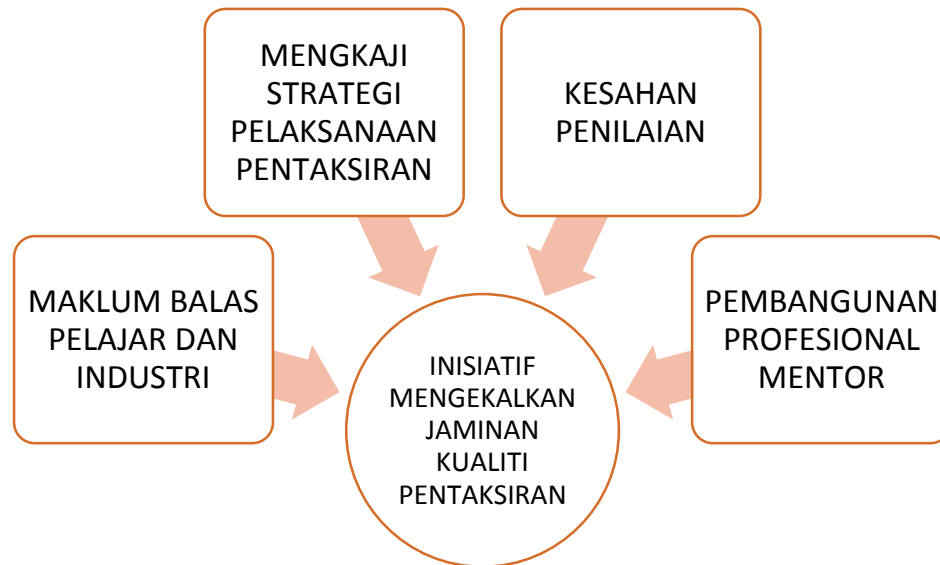 MENGKAJI
STRATEGI
PELAKSANAAN
PENTAKSIRAN
KESAHAN
PENILAIAN
MAKLUM BALAS
PELAJAR DAN
INDUSTRI
PEMBANGUNAN
PROFESIONAL
MENTOR
INISIATIF
MENGEKALKAN
JAMINAN
KUALITI
PENTAKSIRAN